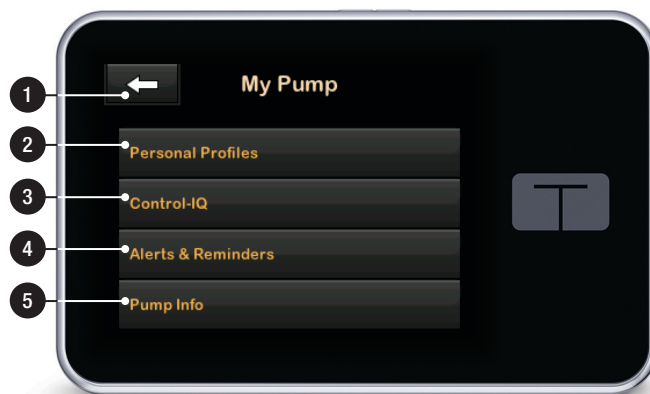 My Pump
1
2
Personal Profiles
3
Control-IQ
4
Alerts & Reminders
5
Pump Info